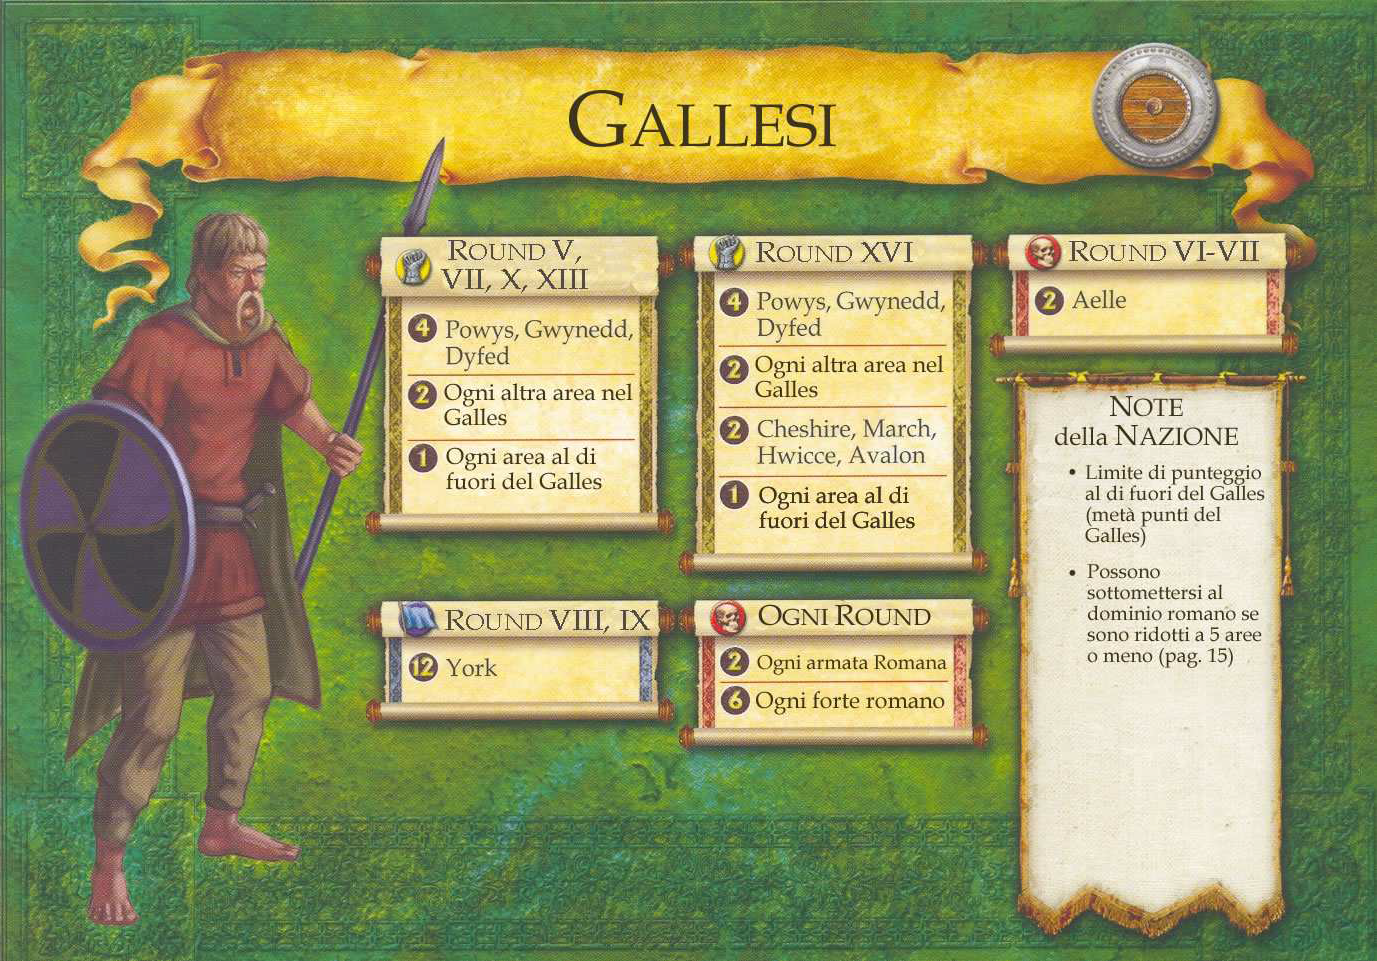 GALLESI
ROUND V,
VII, X, XIII
4 Powys, Gwynedd,
Dyfed
2 Ogni altra area nel
Galles
1 Ogni area al di
fuori del Galles
ROUND XVI
4 Powys, Gwynedd,
Dyfed
2 Ogni altra area nel
Galles
2 Cheshire, March,
Hwicce, Avalon
1 Ogni area al di
fuori del Galles
ROUND VI-VII
2 Aelle
ROUND VIII, IX
12 York
OGNI ROUND
2 Ogni armata Romana
6 Ogni forte romano
NOTE
della NAZIONE
• Limite di punteggio
al di fuori del Galles
(metà punti del
Galles)
• Possono
sottomettersi al
dominio romano se
sono ridotti a 5 aree
o meno (pag. 15)